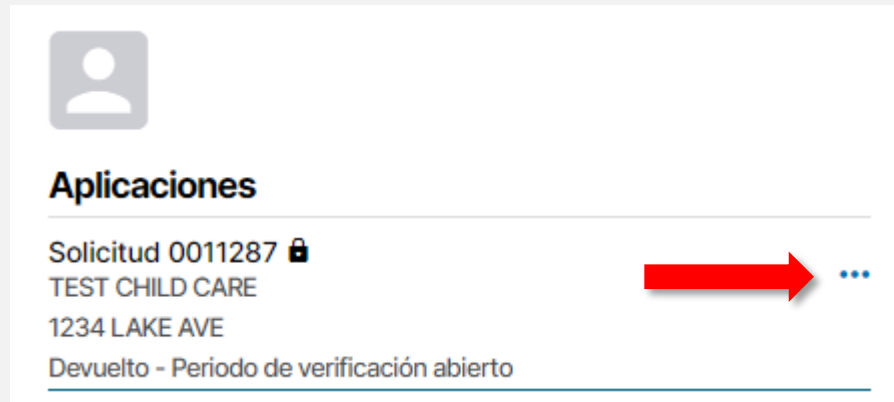 Aplicaciones
Solicitud 0011287
TEST CHILD CARE
1234 LAKE AVE
Devuelto - Periodo de verificación abierto